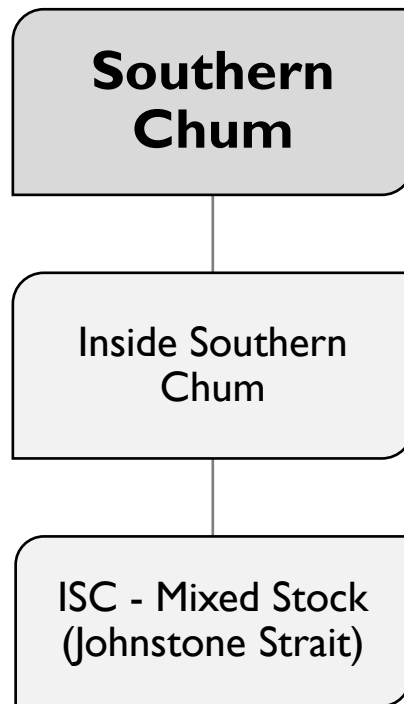 Southern
Chum
Inside Southern
Chum
ISC - Mixed Stock
(Johnstone Strait)